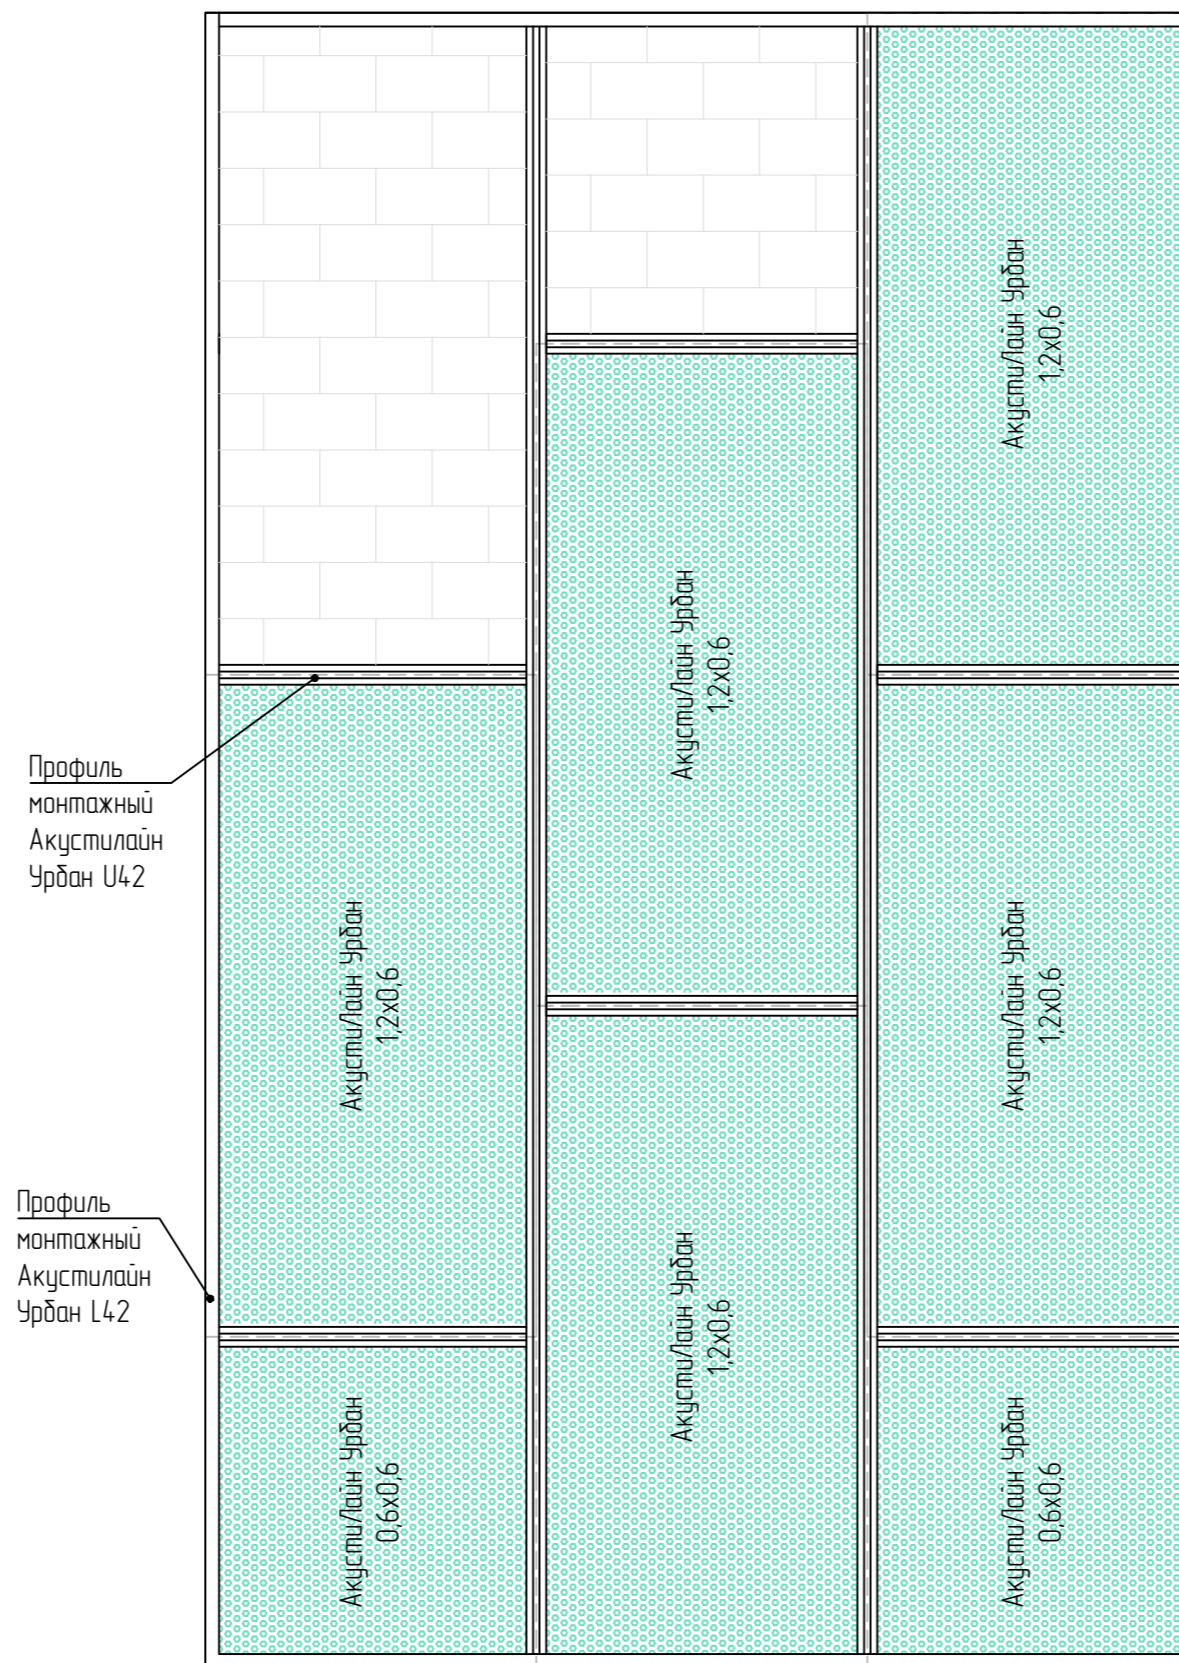 АкустиЛайн Урбан
1,2х0,6
АкустиЛайн Урбан
1,2х0,6
Профиль
монтажный
Акустилайн
Урбан U42
АкустиЛайн Урбан
1,2х0,6
АкустиЛайн Урбан
1,2х0,6
Профиль
монтажный
Акустилайн
Урбан L42
АкустиЛайн Урбан
1,2х0,6
АкустиЛайн Урбан
0,6х0,6
АкустиЛайн Урбан
0,6х0,6